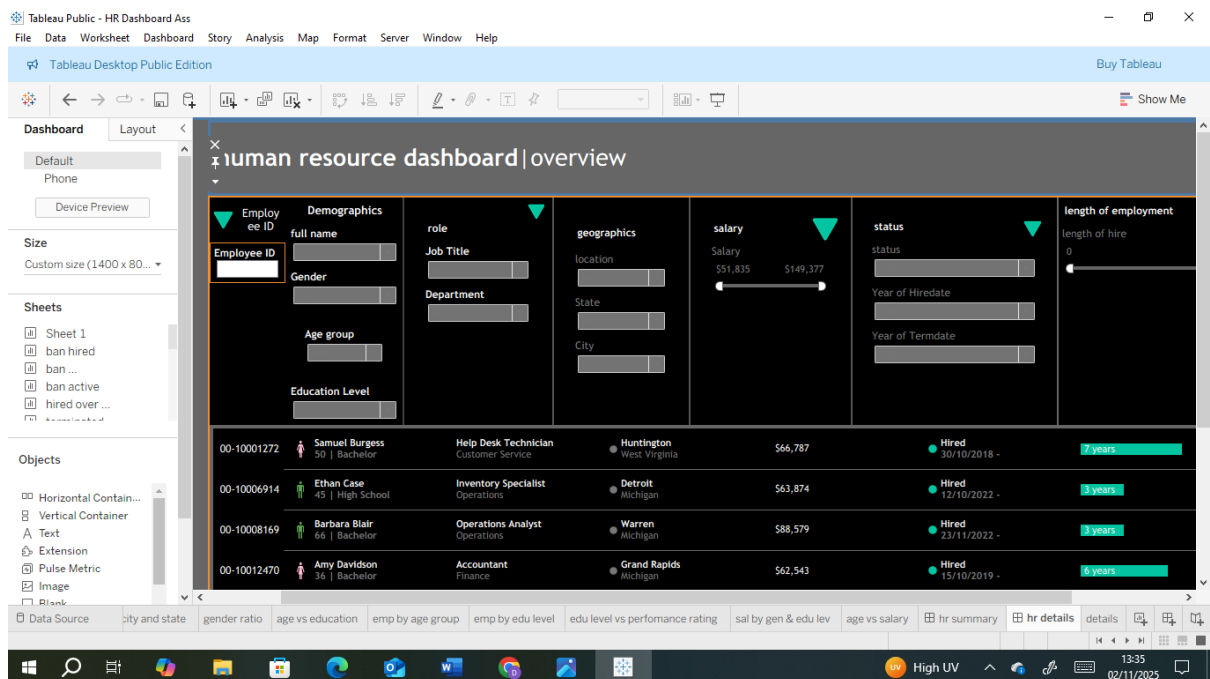 Tableau Public - HR Dashboard Ass
File Data Worksheet Dashboard Story Analysis Map Format Server Window Help
Tableau Desktop Public Edition
Buy Tableau
Show Me
Dashboard Layout
Default
Phone
Device Preview
Size
Custom size (1400 x 80...
Sheets
Sheet 1
ban hired
ban ...
ban active
hired over ...
Objects
Horizontal Contain...
Vertical Container
Text
Extension
Pulse Metric
Image
Blank
human resource dashboard|overview
Employ
ee ID
Employee ID
Demographics
full name
Gender
Age group
Education Level
role
Job Title
Department
geographics
location
State
City
salary
Salary
$51,835 $149,377
status
status
Year of Hiredate
Year of Termdate
length of employment
length of hire
0
00-10001272 Samuel Burgess Help Desk Technician Huntington $66,787 Hired 7 years
50 | Bachelor Customer Service West Virginia 30/10/2018 -
00-10006914 Ethan Case Inventory Specialist Detroit $63,874 Hired 3 years
45 | High School Operations Michigan 12/10/2022 -
00-10008169 Barbara Blair Operations Analyst Warren $88,579 Hired 3 years
66 | Bachelor Operations Michigan 23/11/2022 -
00-10012470 Amy Davidson Accountant Grand Rapids $62,543 Hired 6 years
36 | Bachelor Finance Michigan 15/10/2019 -
Data Source city and state gender ratio age vs education emp by age group emp by edu level edu level vs perfomance rating sal by gen & edu lev age vs salary hr summary hr details details
High UV
13:35
02/11/2025